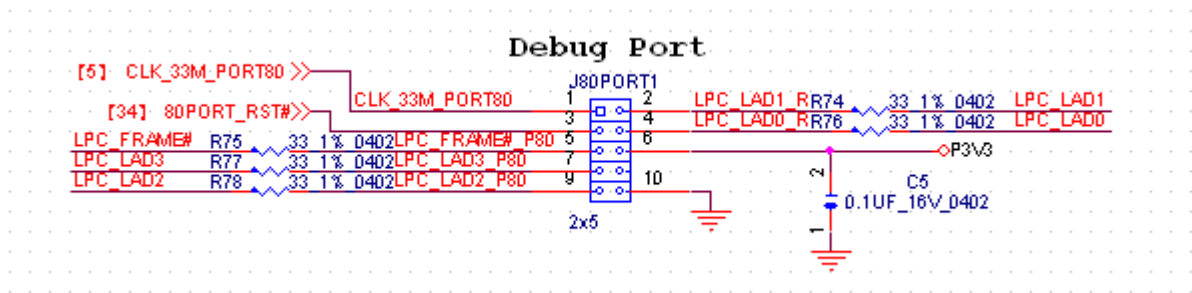 Debug Port
[5] CLK_33M_PORT80
J80PORT1
CLK_33M_PORT80 1 2 LPC_LAD1_R R74 33 1% 0402 LPC_LAD1
[34] 80PORT_RST# 3 4 LPC_LAD0_R R76 33 1% 0402 LPC_LAD0
LPC_FRAME# R75 33 1% 0402 LPC_FRAME#_P80 5 6 P3V3
LPC_LAD3 R77 33 1% 0402 LPC_LAD3_P80 7
LPC_LAD2 R78 33 1% 0402 LPC_LAD2_P80 9 10
2 C5
0.1UF_16V_0402
2x5
1